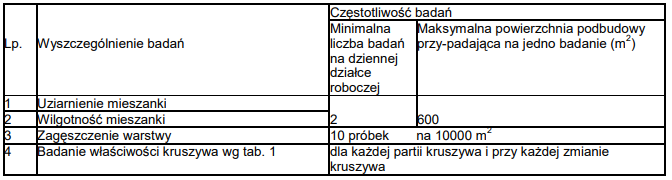 Lp. Wyszczególnienie badań
Częstotliwość badań
Minimalna liczba badań na dziennej działce roboczej
Maksymalna powierzchnia podbudowy przy-padająca na jedno badanie (m²)
1 Uziarnienie mieszanki
2 Wilgotność mieszanki 2 600
3 Zagęszczenie warstwy 10 próbek na 10000 m²
4 Badanie właściwości kruszywa wg tab. 1 dla każdej partii kruszywa i przy każdej zmianie
kruszywa